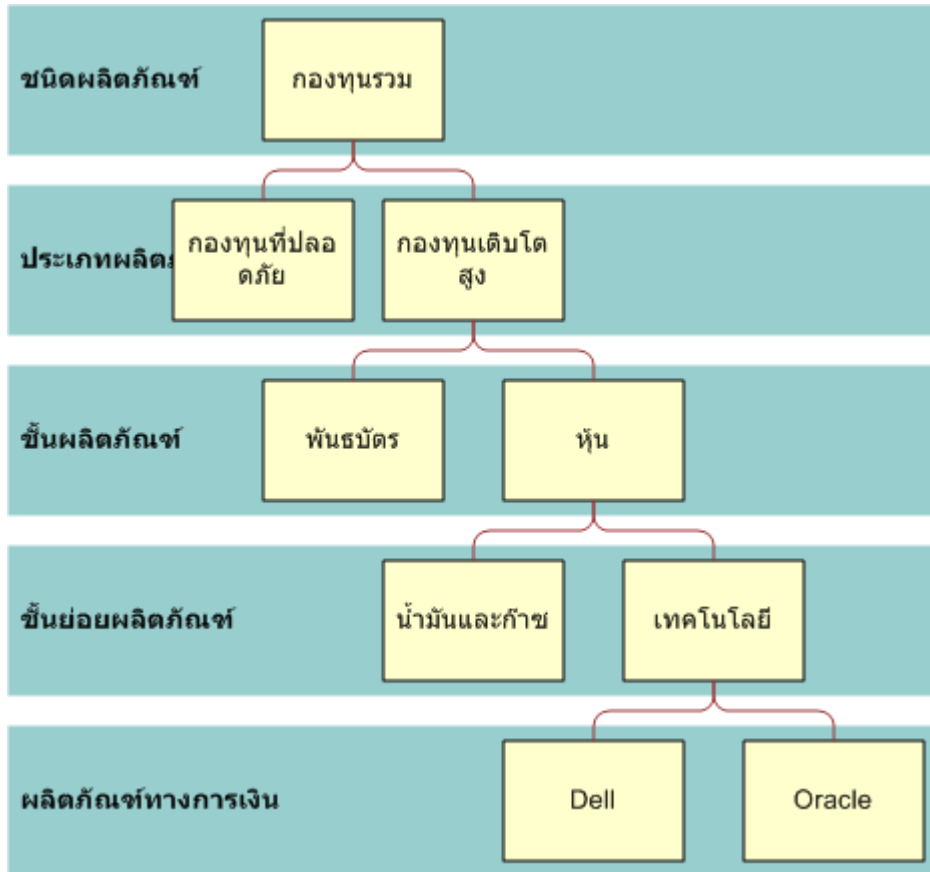 ชนิดผลิตภัณฑ์
กองทุนรวม
ประเภทผลิต
กองทุนที่ปลอ
ดภัย
กองทุนเติบโต
สูง
ชั้นผลิตภัณฑ์
พันธบัตร
หุ้น
ชั้นย่อยผลิตภัณฑ์
น้ำมันและก๊าซ
เทคโนโลยี
ผลิตภัณฑ์ทางการเงิน
Dell
Oracle